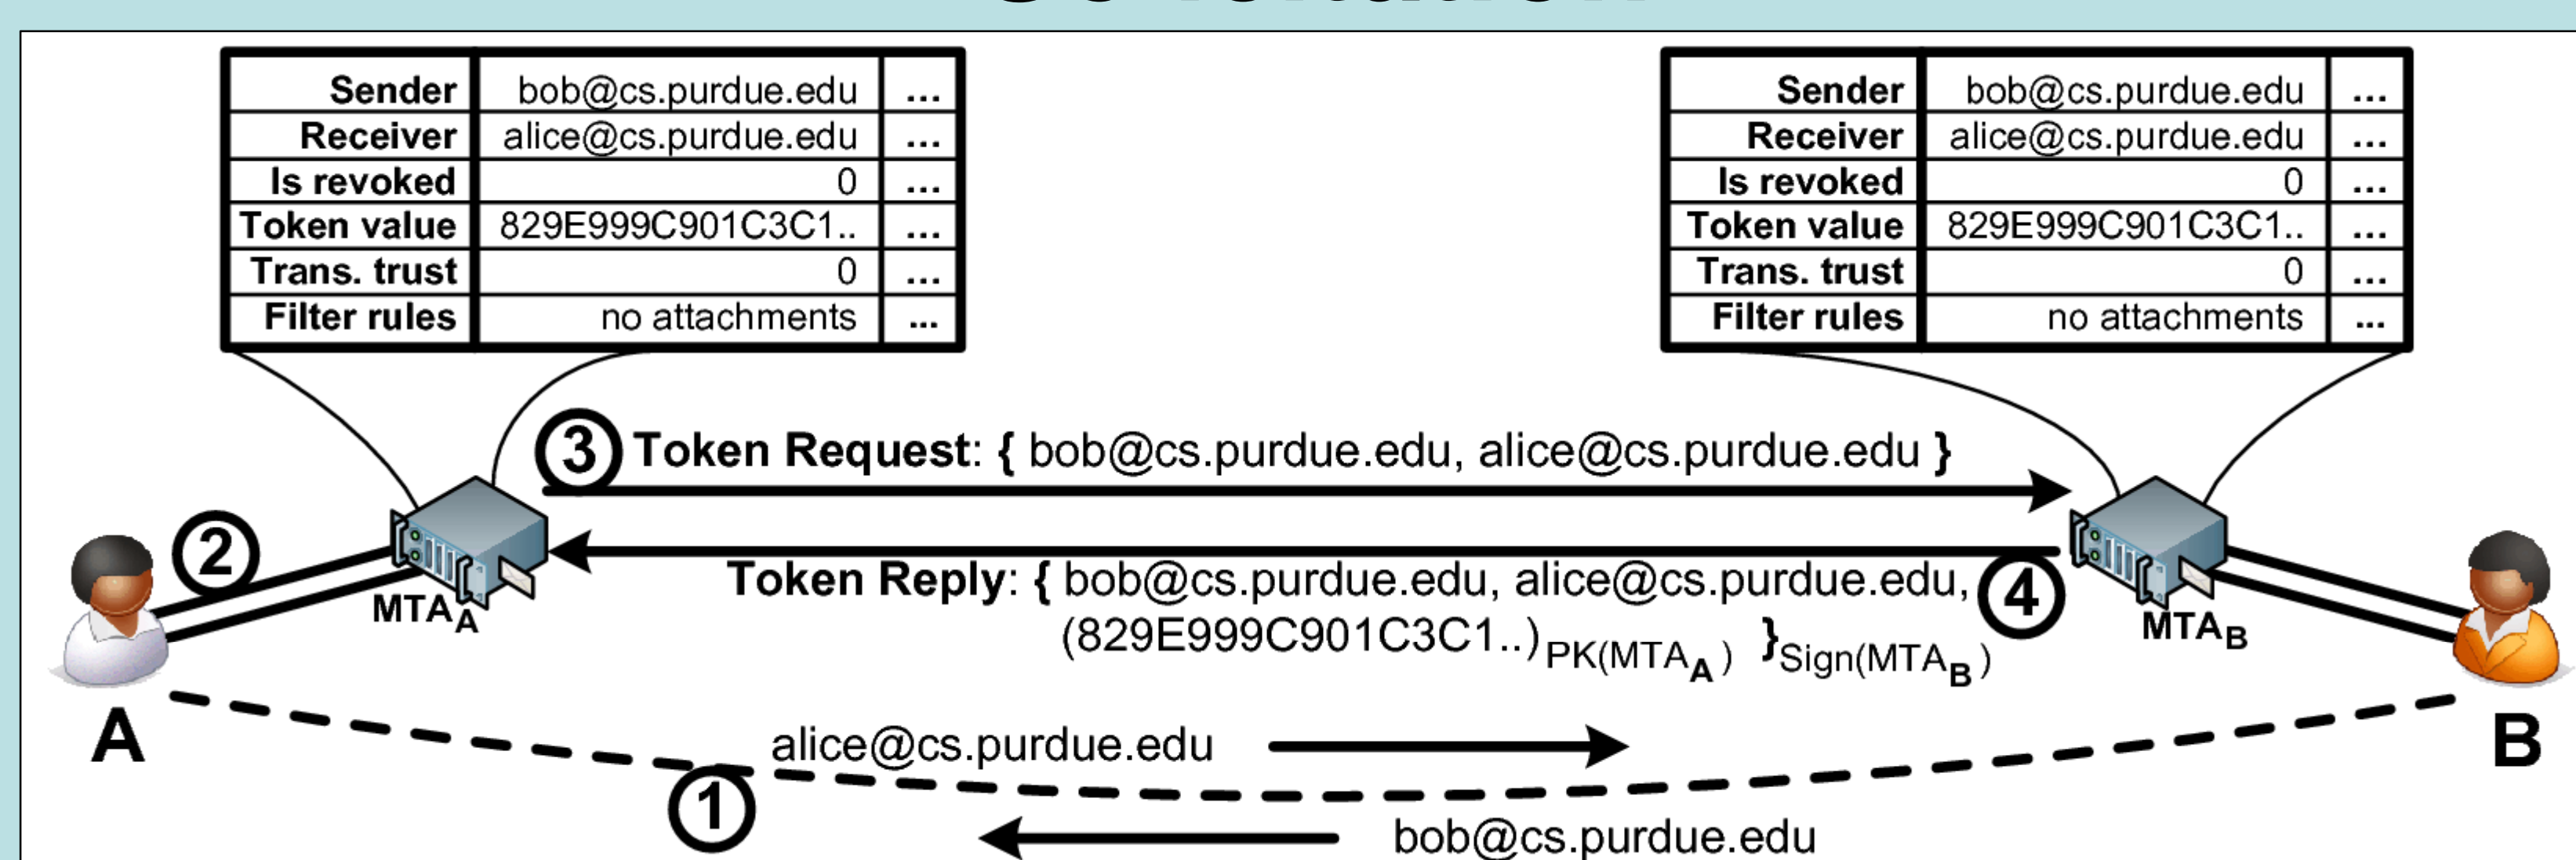 Sender bob@cs.purdue.edu ...
Receiver alice@cs.purdue.edu ...
Is revoked 0 ...
Token value 829E999C901C3C1.. ...
Trans. trust 0 ...
Filter rules no attachments ...
Sender bob@cs.purdue.edu ...
Receiver alice@cs.purdue.edu ...
Is revoked 0 ...
Token value 829E999C901C3C1.. ...
Trans. trust 0 ...
Filter rules no attachments ...
3 Token Request: { bob@cs.purdue.edu, alice@cs.purdue.edu }
2
MTAA
Token Reply: { bob@cs.purdue.edu, alice@cs.purdue.edu,
(829E999C901C3C1..)PK(MTAA) }Sign(MTAB)
4
MTAB
A
B
alice@cs.purdue.edu
1
bob@cs.purdue.edu